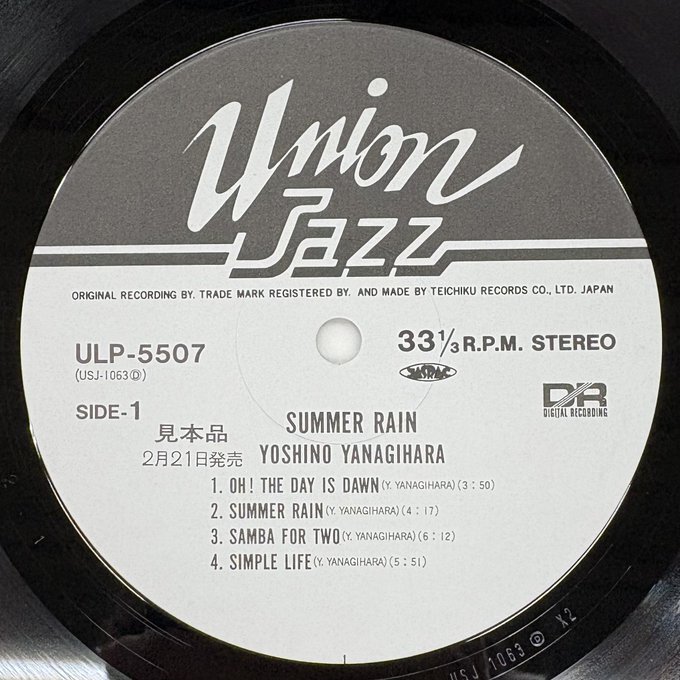 Union
Jazz
ORIGINAL RECORDING BY. TRADE MARK REGISTERED BY. AND MADE BY TEICHIKU RECORDS CO., LTD. JAPAN
ULP-5507
(USJ-1063Ⓓ)
33 1/3 R.P.M. STEREO
JASRAC
SIDE-1
DR
DIGITAL RECORDING
見本品
2月21日発売
SUMMER RAIN
YOSHINO YANAGIHARA
1. OH! THE DAY IS DAWN (Y. YANAGIHARA) (3:50)
2. SUMMER RAIN (Y. YANAGIHARA) (4:17)
3. SAMBA FOR TWO (Y. YANAGIHARA) (6:12)
4. SIMPLE LIFE (Y. YANAGIHARA) (5:51)
USJ 1063 Ⓓ X2